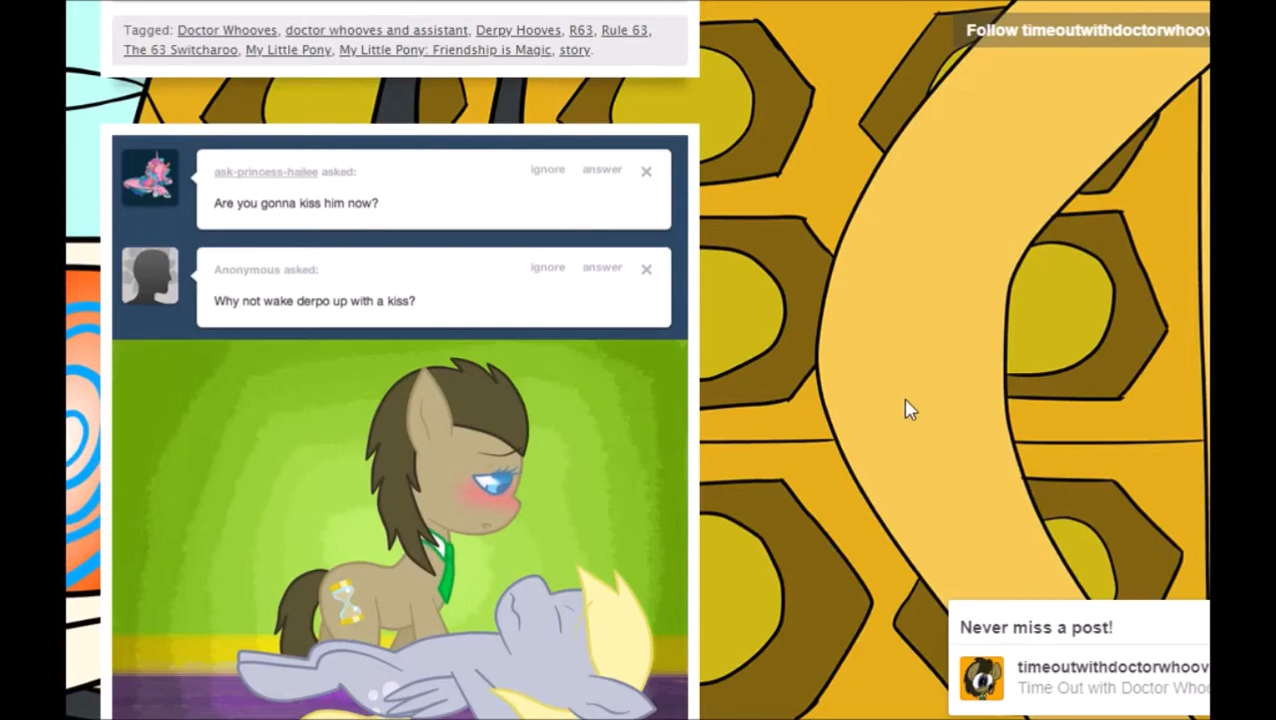 Tagged: Doctor Whooves, doctor whooves and assistant, Derpy Hooves, R63, Rule 63,
The 63 Switcharoo, My Little Pony, My Little Pony: Friendship is Magic, story.
Follow timeoutwithdoctorwhoov
ask-princess-hailee asked:
ignore answer
Are you gonna kiss him now?
Anonymous asked:
ignore answer
Why not wake derpo up with a kiss?
Never miss a post!
timeoutwithdoctorwhoov
Time Out with Doctor Whoo